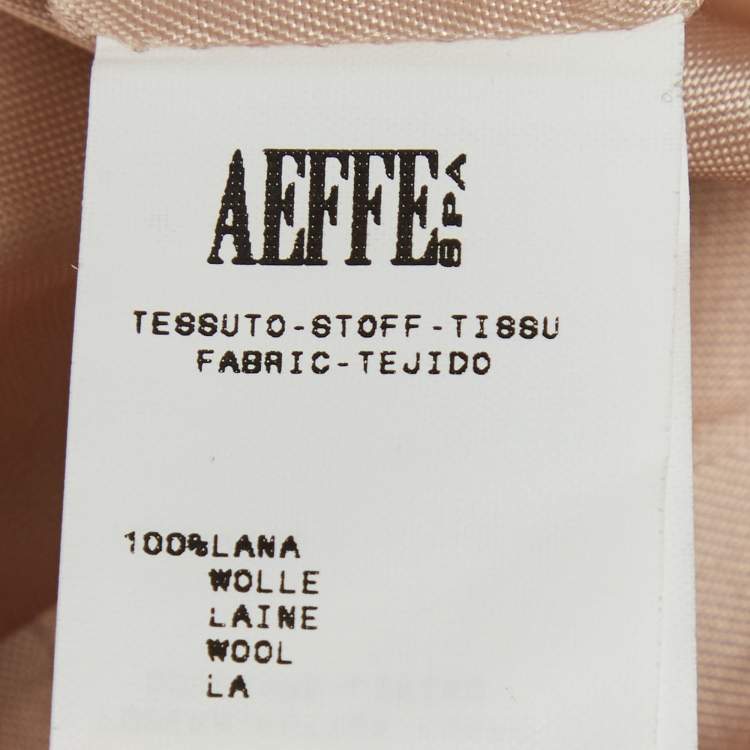 AEFFE SPA
TESSUTO-STOFF-TISSU
FABRIC-TEJIDO
100%LANA
WOLLE
LAINE
WOOL
LA